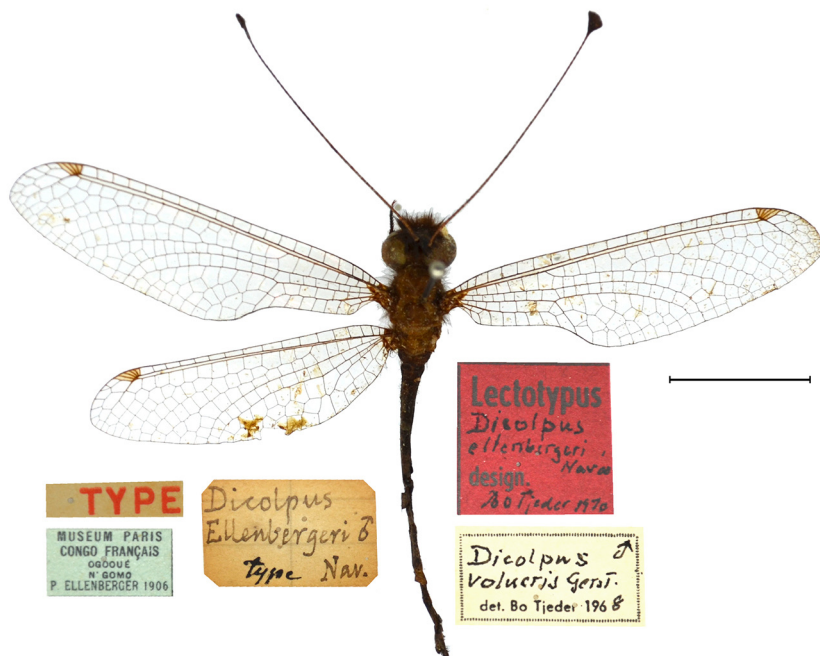 TYPE
MUSEUM PARIS
CONGO FRANÇAIS
OGOOUÉ
N'GOMO
P. ELLENBERGER 1906
Dicolpus
Ellenbergeri ♂
type Nav.
Lectotypus
Dicolpus
ellenbergeri
Navas
design.
Bo Tjeder 1970
♂
Dicolpus
volucris Gerst.
det. Bo Tjeder 1968